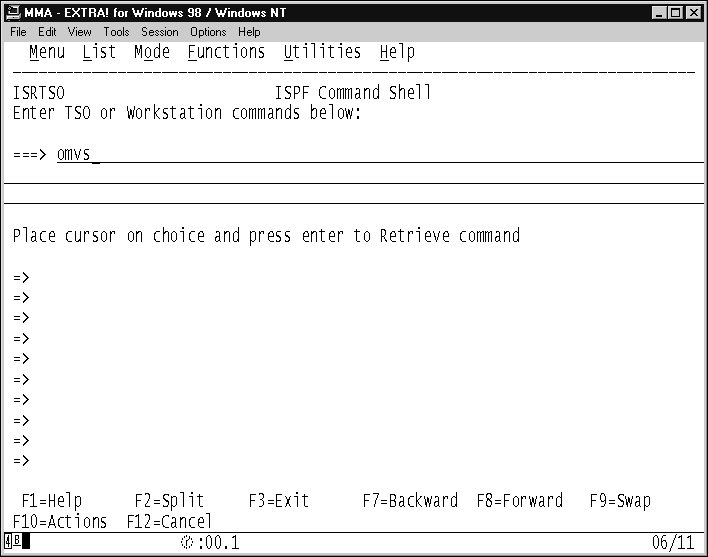 MMA - EXTRA! for Windows 98 / Windows NT
File Edit View Tools Session Options Help
Menu List Mode Functions Utilities Help
ISRTSO ISPF Command Shell
Enter TSO or Workstation commands below:
===> omvs_
Place cursor on choice and press enter to Retrieve command
=>
=>
=>
=>
=>
=>
=>
=>
=>
=>
F1=Help F2=Split F3=Exit F7=Backward F8=Forward F9=Swap
F10=Actions F12=Cancel
4B :00.1 06/11